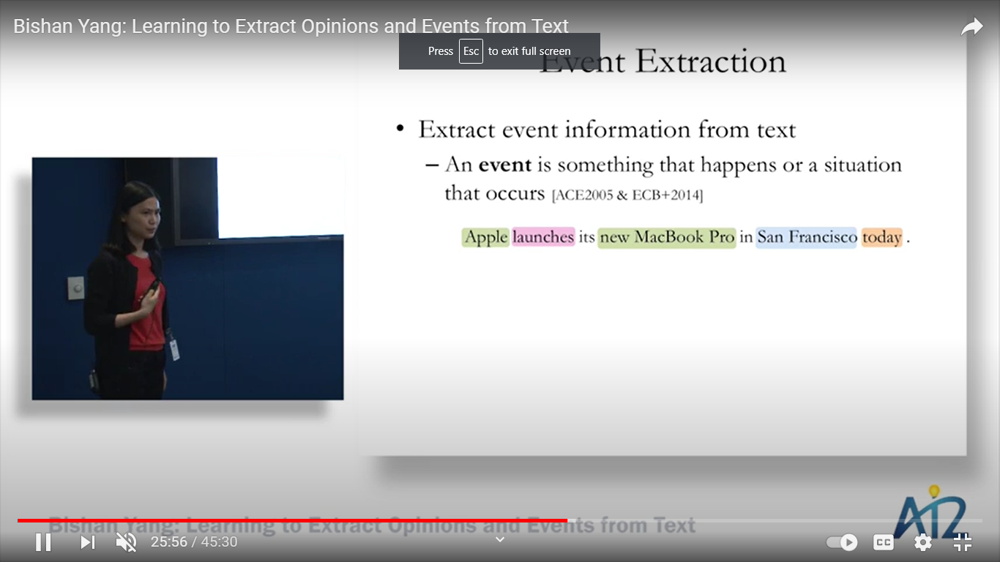 Bishan Yang: Learning to Extract Opinions and Events from Text
Press Esc to exit full screen
Event Extraction
• Extract event information from text
– An event is something that happens or a situation
that occurs [ACE2005 & ECB+2014]
Apple launches its new MacBook Pro in San Francisco today .
Bishan Yang: Learning to Extract Opinions and Events from Text
AI2
25:56 / 45:30
CC